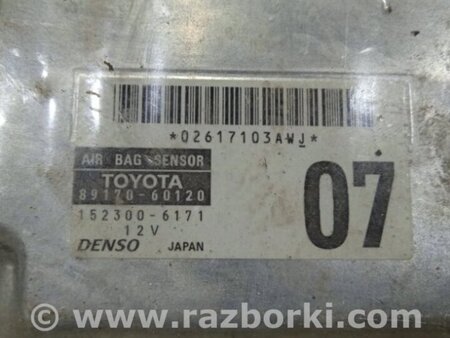 *02617103AWJ*
AIR BAG SENSOR
TOYOTA
89170-60120
152300-6171
12V
DENSO JAPAN
07
© www.razborki.com